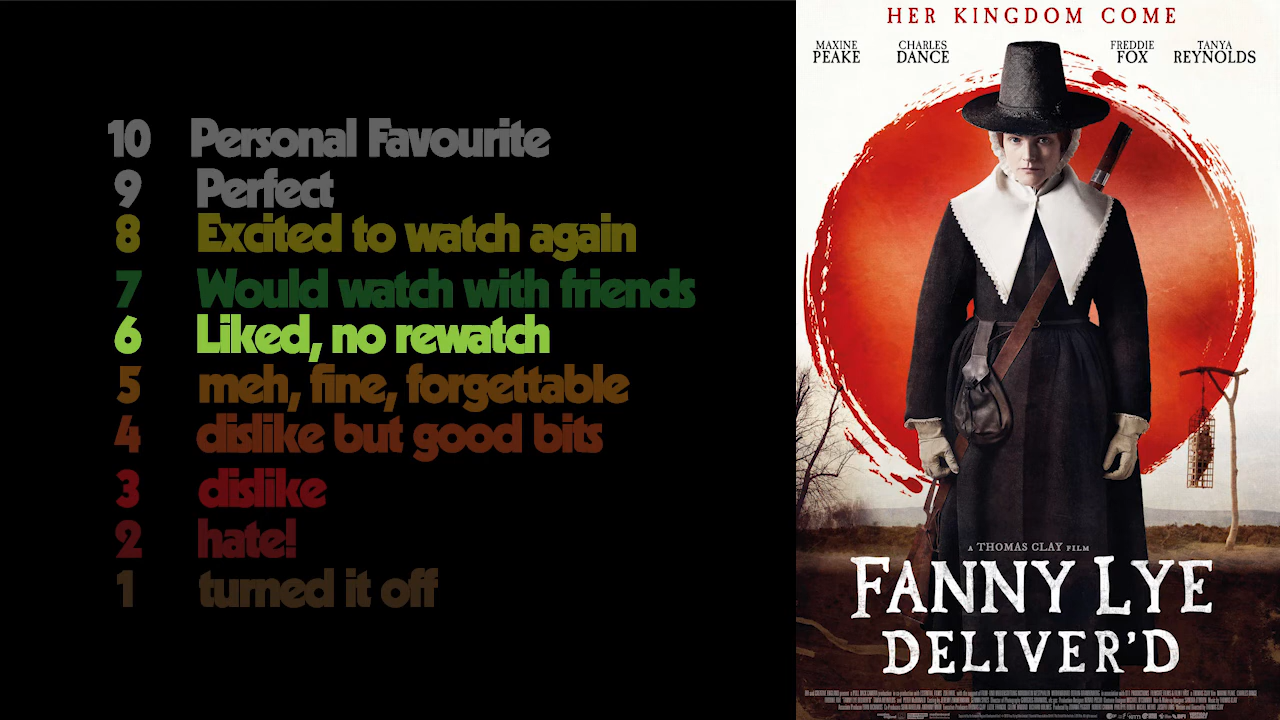 10 Personal Favourite
9 Perfect
8 Excited to watch again
7 Would watch with friends
6 Liked, no rewatch
5 meh, fine, forgettable
4 dislike but good bits
3 dislike
2 hate!
1 turned it off
HER KINGDOM COME
MAXINE PEAKE
CHARLES DANCE
FREDDIE FOX
TANYA REYNOLDS
A THOMAS CLAY FILM
FANNY LYE
DELIVER'D